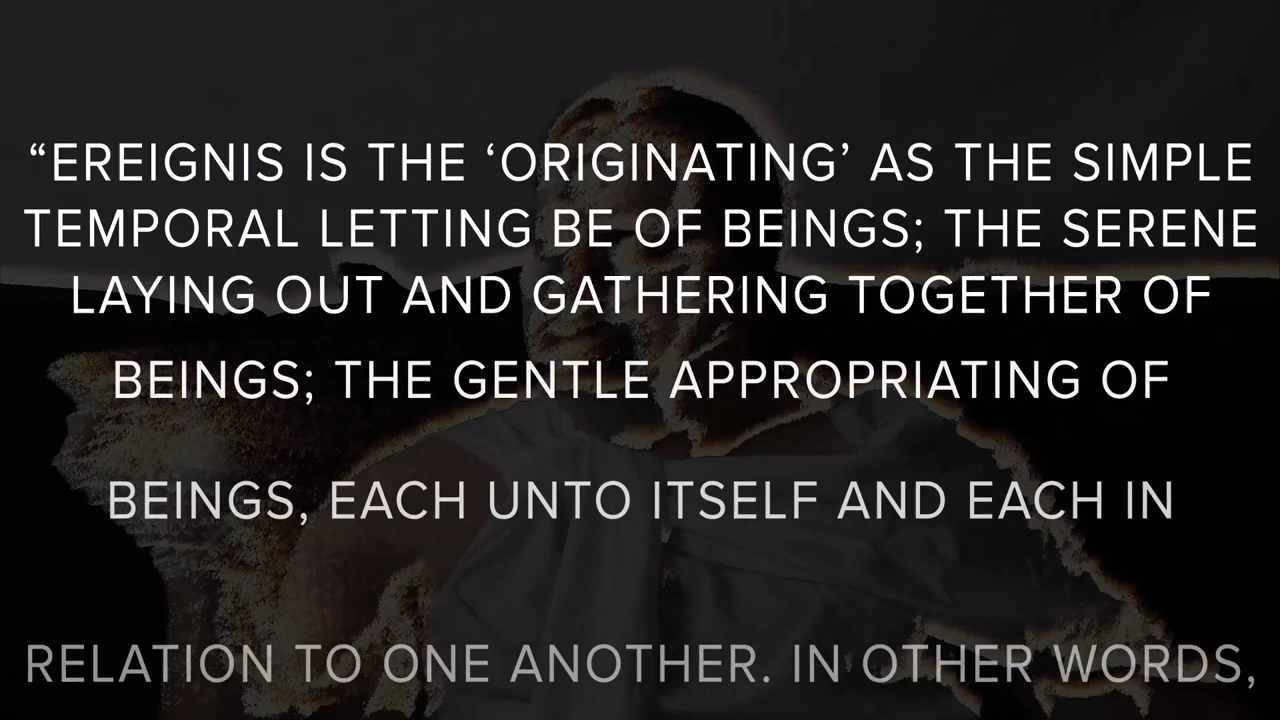 “EREIGNIS IS THE ‘ORIGINATING’ AS THE SIMPLE
TEMPORAL LETTING BE OF BEINGS; THE SERENE
LAYING OUT AND GATHERING TOGETHER OF
BEINGS; THE GENTLE APPROPRIATING OF
BEINGS, EACH UNTO ITSELF AND EACH IN
RELATION TO ONE ANOTHER. IN OTHER WORDS,